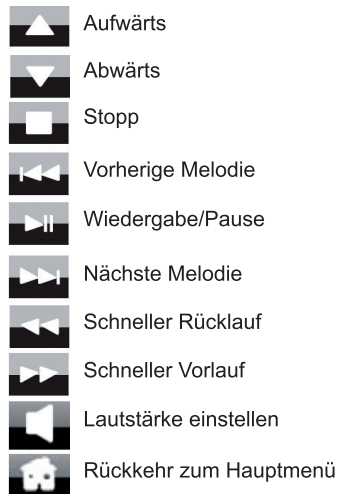 Aufwärts
Abwärts
Stopp
Vorherige Melodie
Wiedergabe/Pause
Nächste Melodie
Schneller Rücklauf
Schneller Vorlauf
Lautstärke einstellen
Rückkehr zum Hauptmenü